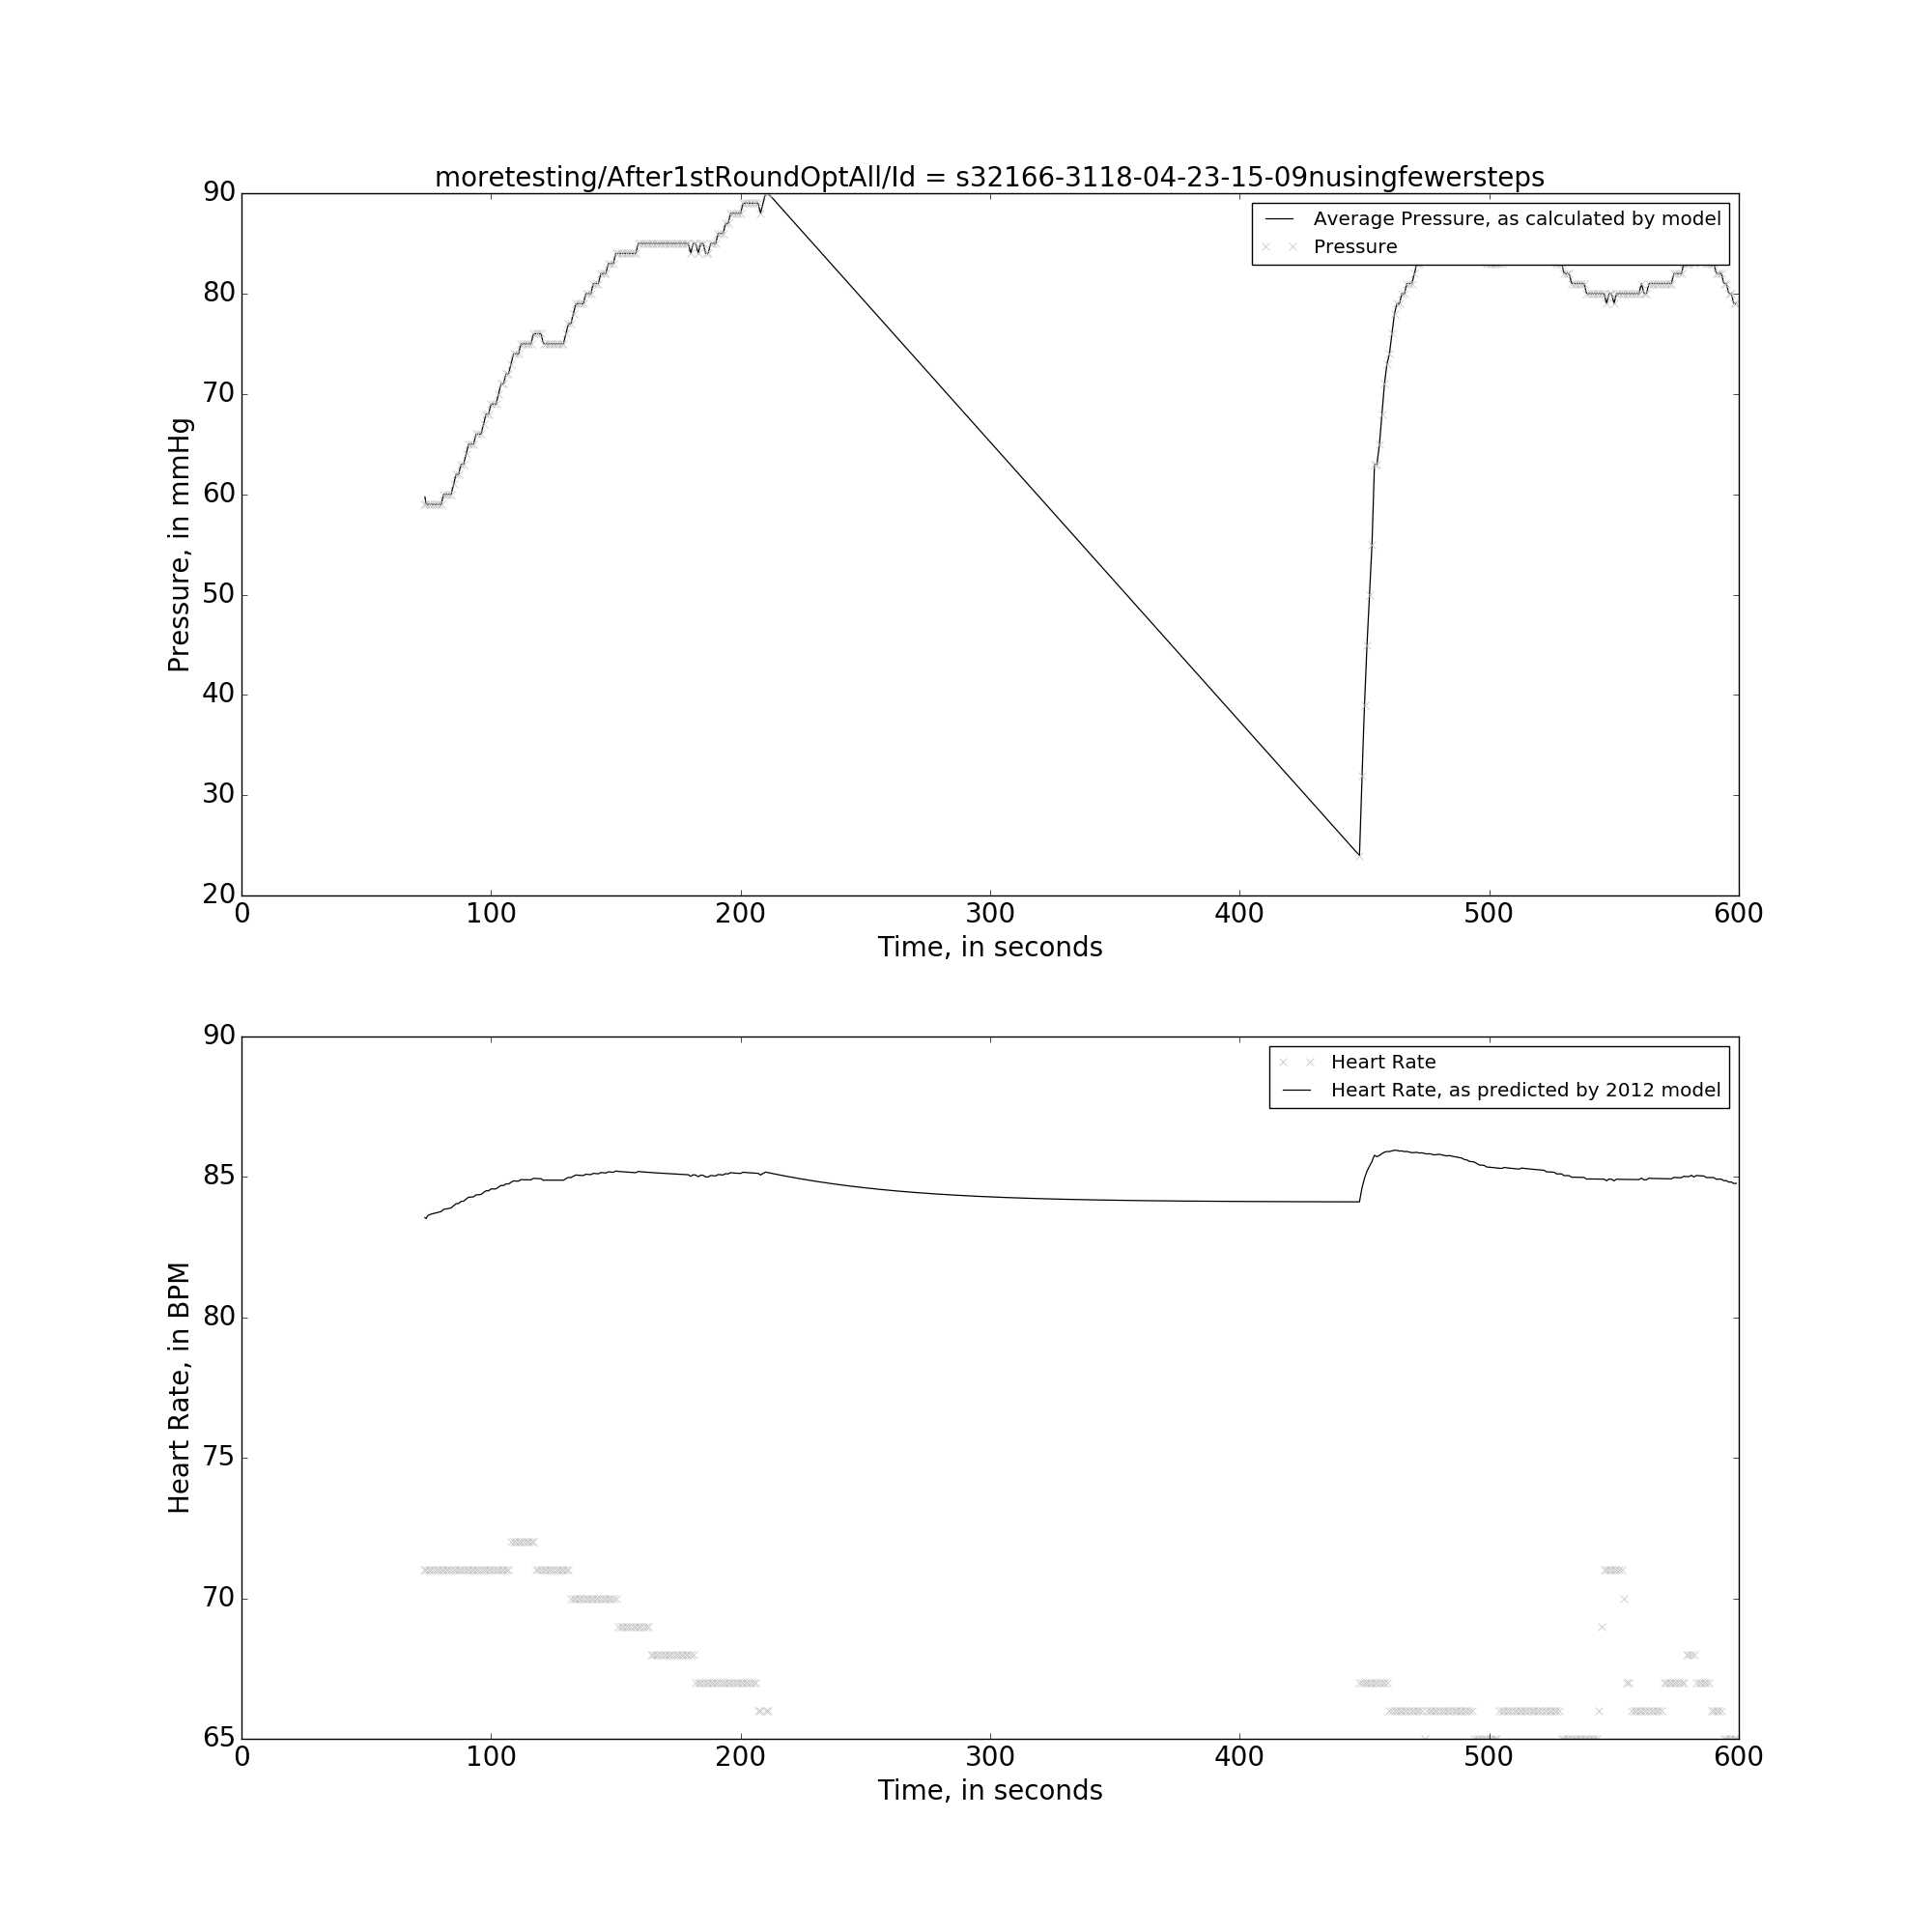 moretesting/After1stRoundOptAll/Id = s32166-3118-04-23-15-09nusingfewersteps
90
80
70
60
50
40
30
20
Pressure, in mmHg
Average Pressure, as calculated by model
Pressure
0 100 200 300 400 500 600
Time, in seconds
90
85
80
75
70
65
Heart Rate, in BPM
Heart Rate
Heart Rate, as predicted by 2012 model
0 100 200 300 400 500 600
Time, in seconds